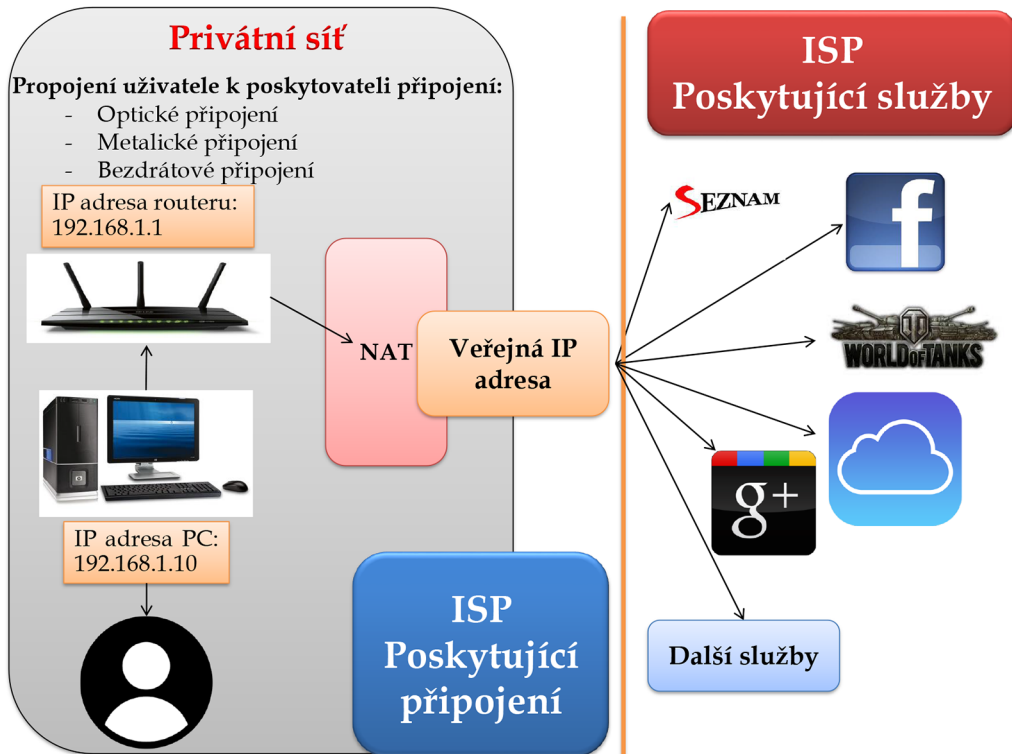 Privátní síť
Propojení uživatele k poskytovateli připojení:
- Optické připojení
- Metalické připojení
- Bezdrátové připojení
IP adresa routeru:
192.168.1.1
NAT
Veřejná IP
adresa
IP adresa PC:
192.168.1.10
ISP
Poskytující
připojení
ISP
Poskytující služby
SEZNAM
f
WORLD OF TANKS
g+
Další služby